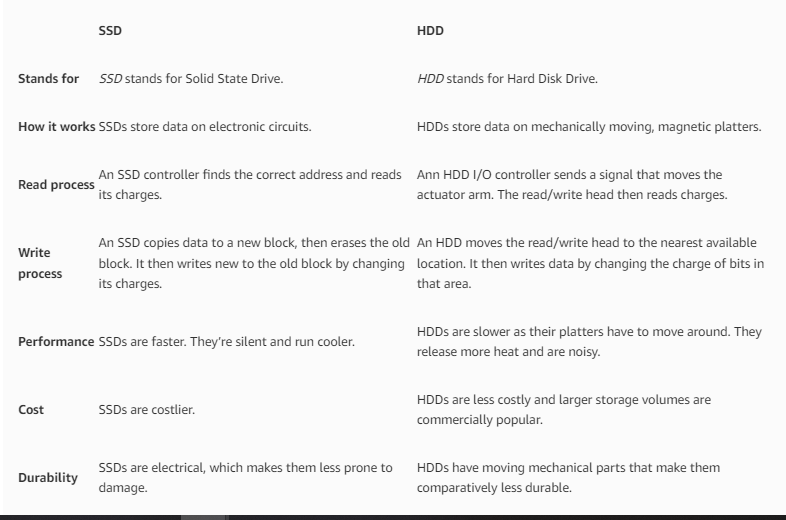 SSD HDD
Stands for SSD stands for Solid State Drive. HDD stands for Hard Disk Drive.
How it works SSDs store data on electronic circuits. HDDs store data on mechanically moving, magnetic platters.
Read process
An SSD controller finds the correct address and reads
its charges.
Ann HDD I/O controller sends a signal that moves the
actuator arm. The read/write head then reads charges.
Write
process
An SSD copies data to a new block, then erases the old
block. It then writes new to the old block by changing
its charges.
An HDD moves the read/write head to the nearest available
location. It then writes data by changing the charge of bits in
that area.
Performance SSDs are faster. They’re silent and run cooler.
HDDs are slower as their platters have to move around. They
release more heat and are noisy.
Cost SSDs are costlier.
HDDs are less costly and larger storage volumes are
commercially popular.
Durability
SSDs are electrical, which makes them less prone to
damage.
HDDs have moving mechanical parts that make them
comparatively less durable.